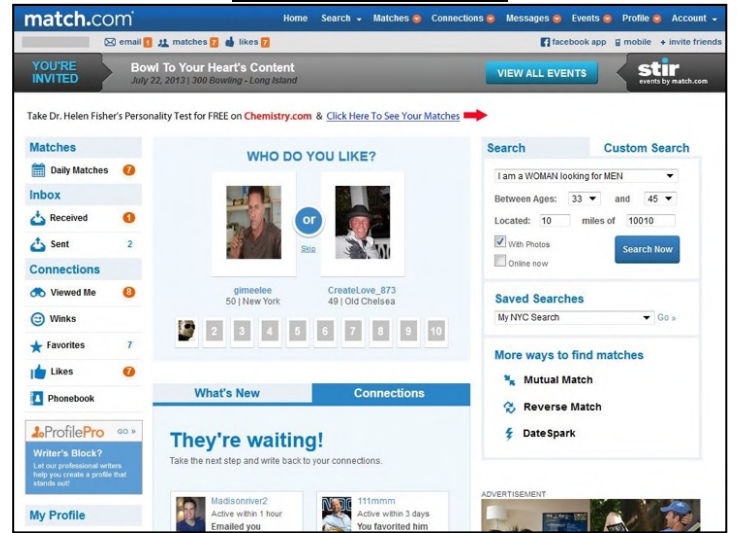 match.com
Home Search Matches Connections Messages Events Profile Account
email 1 matches 7 likes 7
facebook app mobile + invite friends
YOU'RE INVITED
Bowl To Your Heart's Content
July 22, 2013 | 300 Bowling - Long Island
VIEW ALL EVENTS
stir
events by match.com
Take Dr. Helen Fisher's Personality Test for FREE on Chemistry.com & Click Here To See Your Matches
Matches
Daily Matches 7
Inbox
Received 1
Sent 2
Connections
Viewed Me 8
Winks
Favorites 7
Likes 7
Phonebook
ProfilePro GO »
Writer's Block?
Let our professional writers
help you create a profile that
stands out!
My Profile
WHO DO YOU LIKE?
or
Skip
gimeelee
50 | New York
CreateLove_873
49 | Old Chelsea
2 3 4 5 6 7 8 9 10
What's New Connections
They're waiting!
Take the next step and write back to your connections.
Madisonriver2
Active within 1 hour
Emailed you
111mmm
Active within 3 days
You favorited him
Search Custom Search
I am a WOMAN looking for MEN
Between Ages: 33 and 45
Located: 10 miles of 10010
With Photos
Online now
Search Now
Saved Searches
My NYC Search Go »
More ways to find matches
Mutual Match
Reverse Match
DateSpark
ADVERTISEMENT